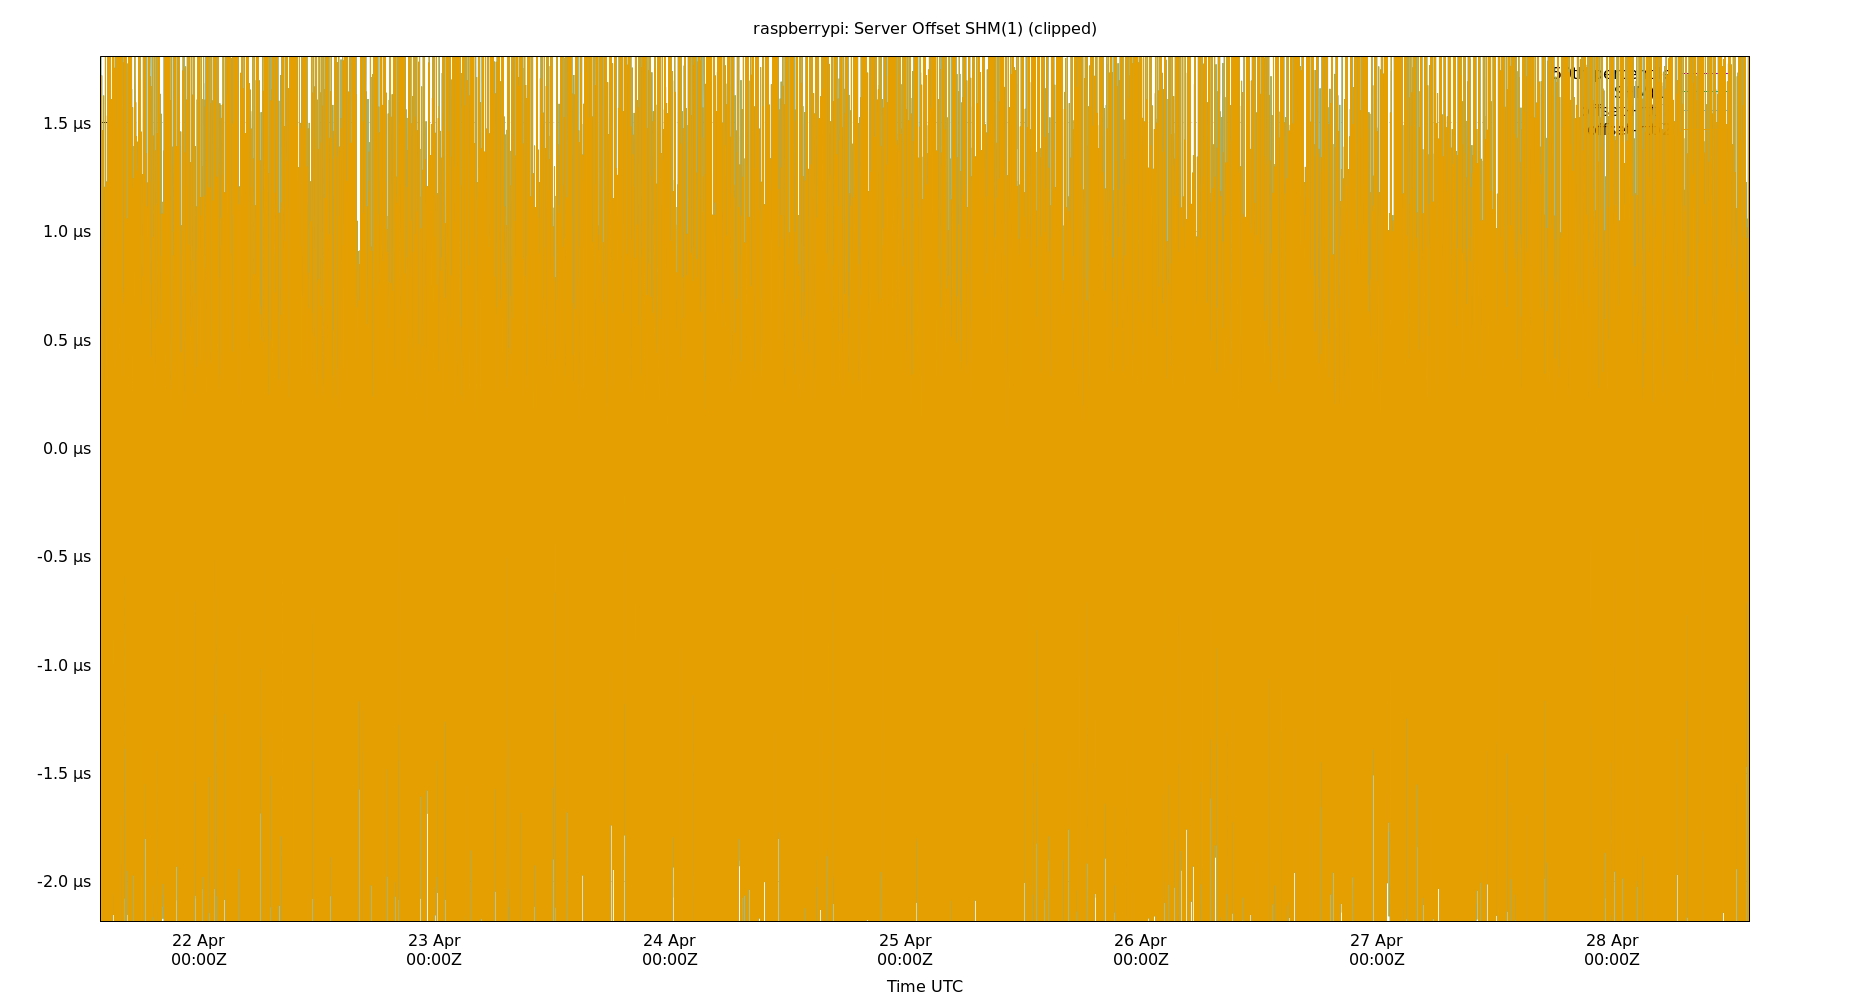 raspberrypi: Server Offset SHM(1) (clipped)
1.5 µs
1.0 µs
0.5 µs
0.0 µs
-0.5 µs
-1.0 µs
-1.5 µs
-2.0 µs
22 Apr 23 Apr 24 Apr 25 Apr 26 Apr 27 Apr 28 Apr
00:00Z 00:00Z 00:00Z 00:00Z 00:00Z 00:00Z 00:00Z
Time UTC